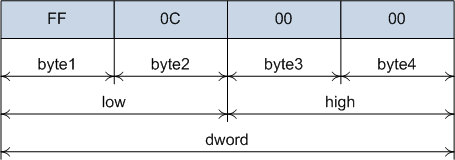 FF 0C 00 00
byte1 byte2 byte3 byte4
low high
dword